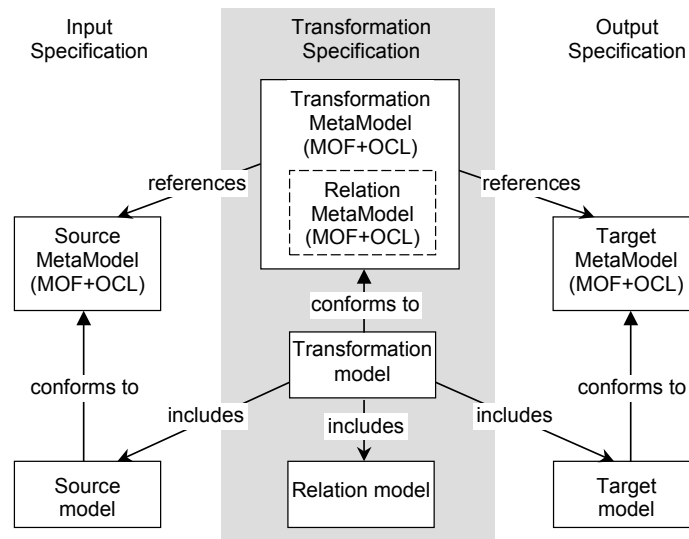 Input
Specification
Transformation
Specification
Output
Specification
Transformation
MetaModel
(MOF+OCL)
references
references
Relation
MetaModel
(MOF+OCL)
Source
MetaModel
(MOF+OCL)
Target
MetaModel
(MOF+OCL)
conforms to
Transformation
model
conforms to
conforms to
includes
includes
includes
Source
model
Relation model
Target
model